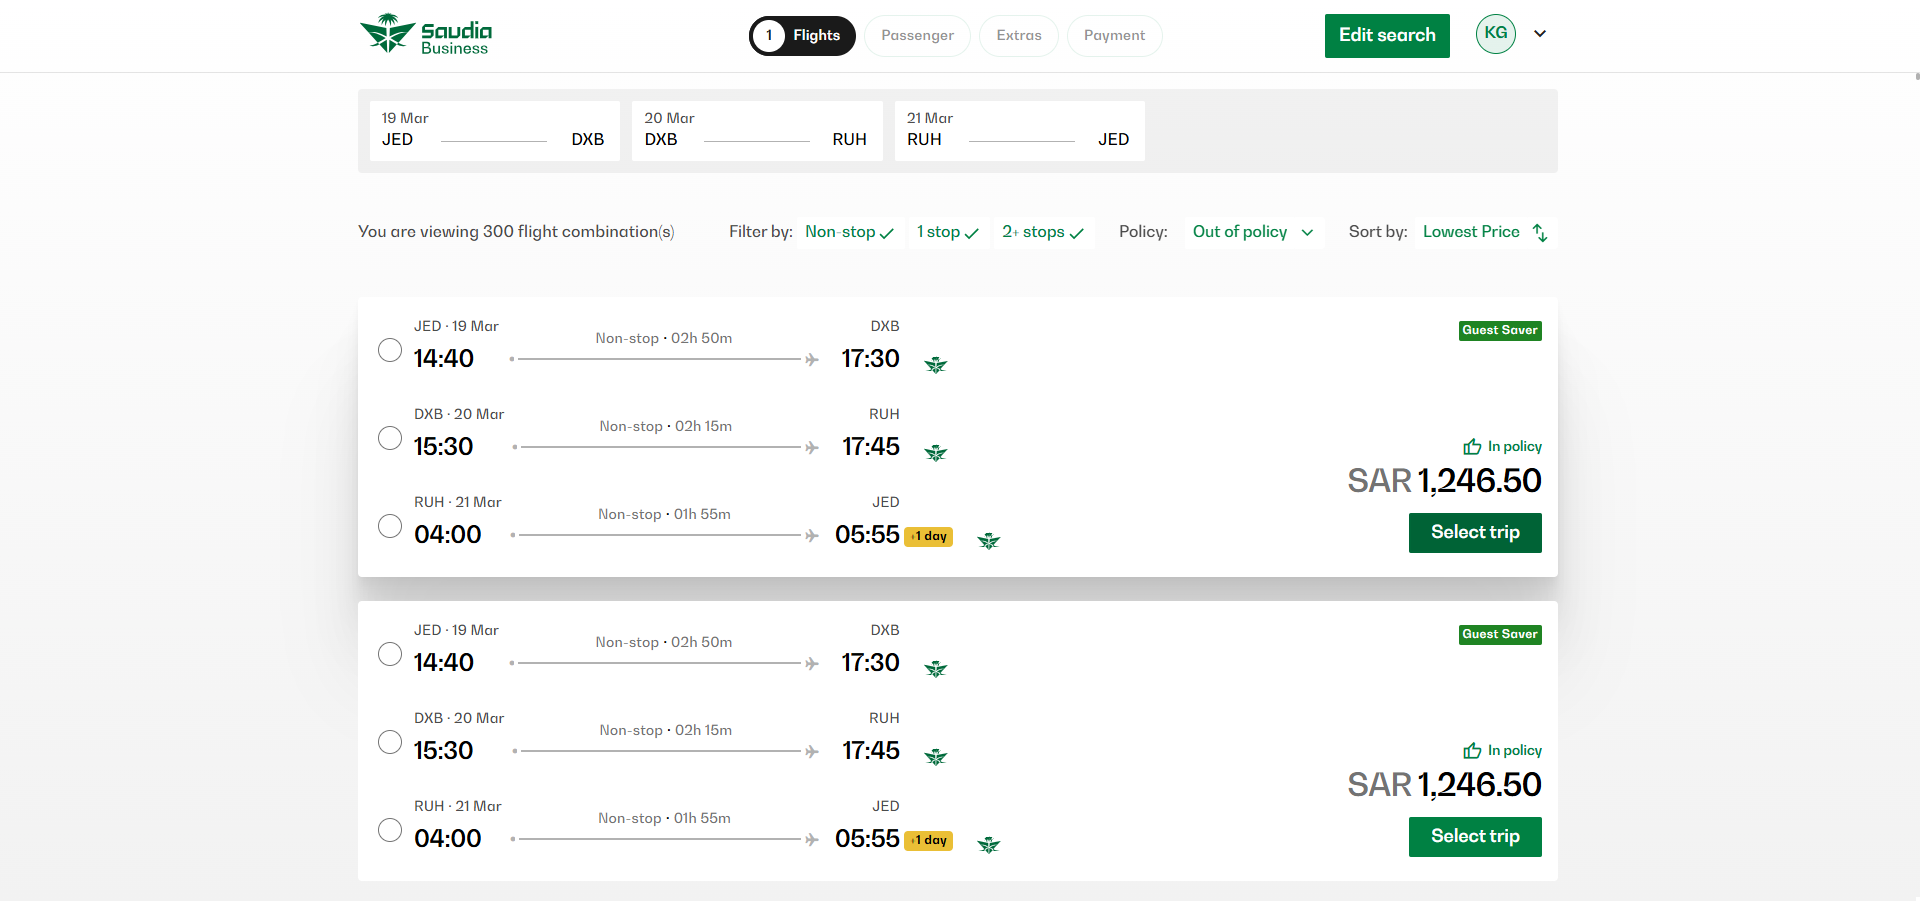 Saudia
Business
1 Flights
Passenger
Extras
Payment
Edit search
KG
19 Mar
JED DXB
20 Mar
DXB RUH
21 Mar
RUH JED
You are viewing 300 flight combination(s)
Filter by: Non-stop 1 stop 2+ stops
Policy: Out of policy
Sort by: Lowest Price
JED · 19 Mar
Non-stop · 02h 50m
DXB
14:40
17:30
Guest Saver
DXB · 20 Mar
Non-stop · 02h 15m
RUH
15:30
17:45
In policy
SAR 1,246.50
RUH · 21 Mar
Non-stop · 01h 55m
JED
04:00
05:55 +1 day
Select trip
JED · 19 Mar
Non-stop · 02h 50m
DXB
14:40
17:30
Guest Saver
DXB · 20 Mar
Non-stop · 02h 15m
RUH
15:30
17:45
In policy
SAR 1,246.50
RUH · 21 Mar
Non-stop · 01h 55m
JED
04:00
05:55 +1 day
Select trip